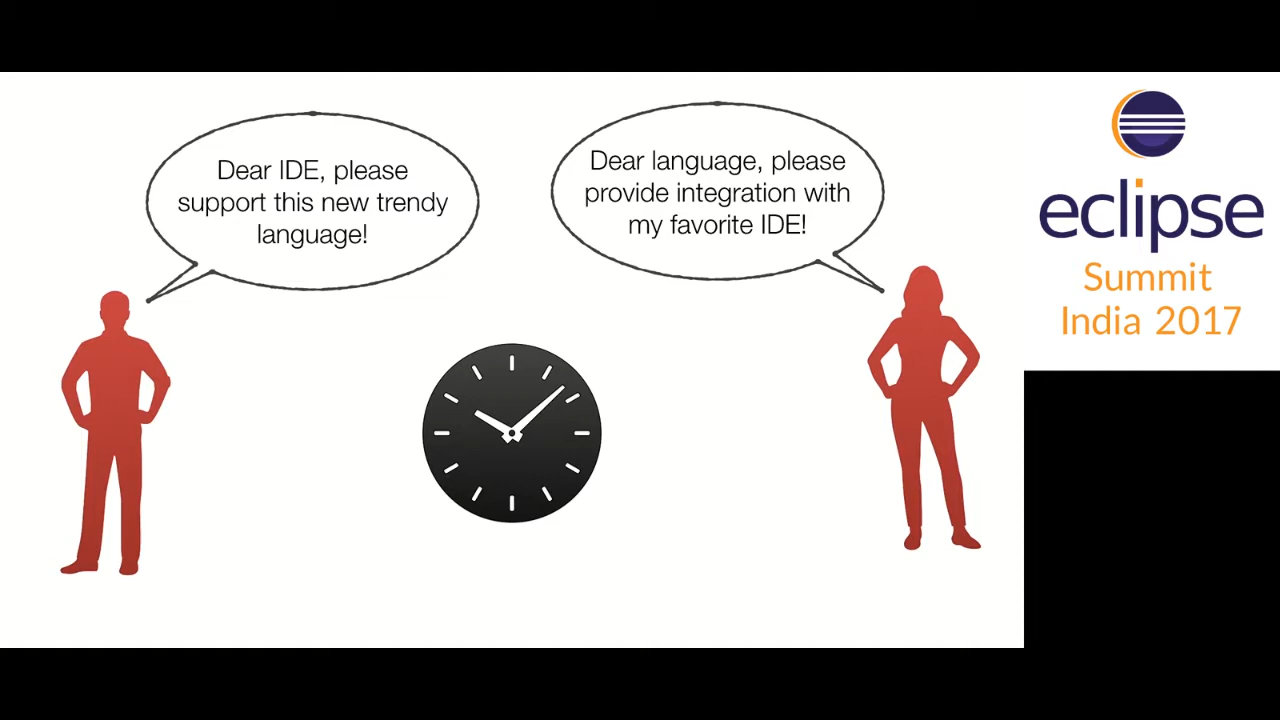 Dear IDE, please
support this new trendy
language!
Dear language, please
provide integration with
my favorite IDE!
eclipse
Summit
India 2017